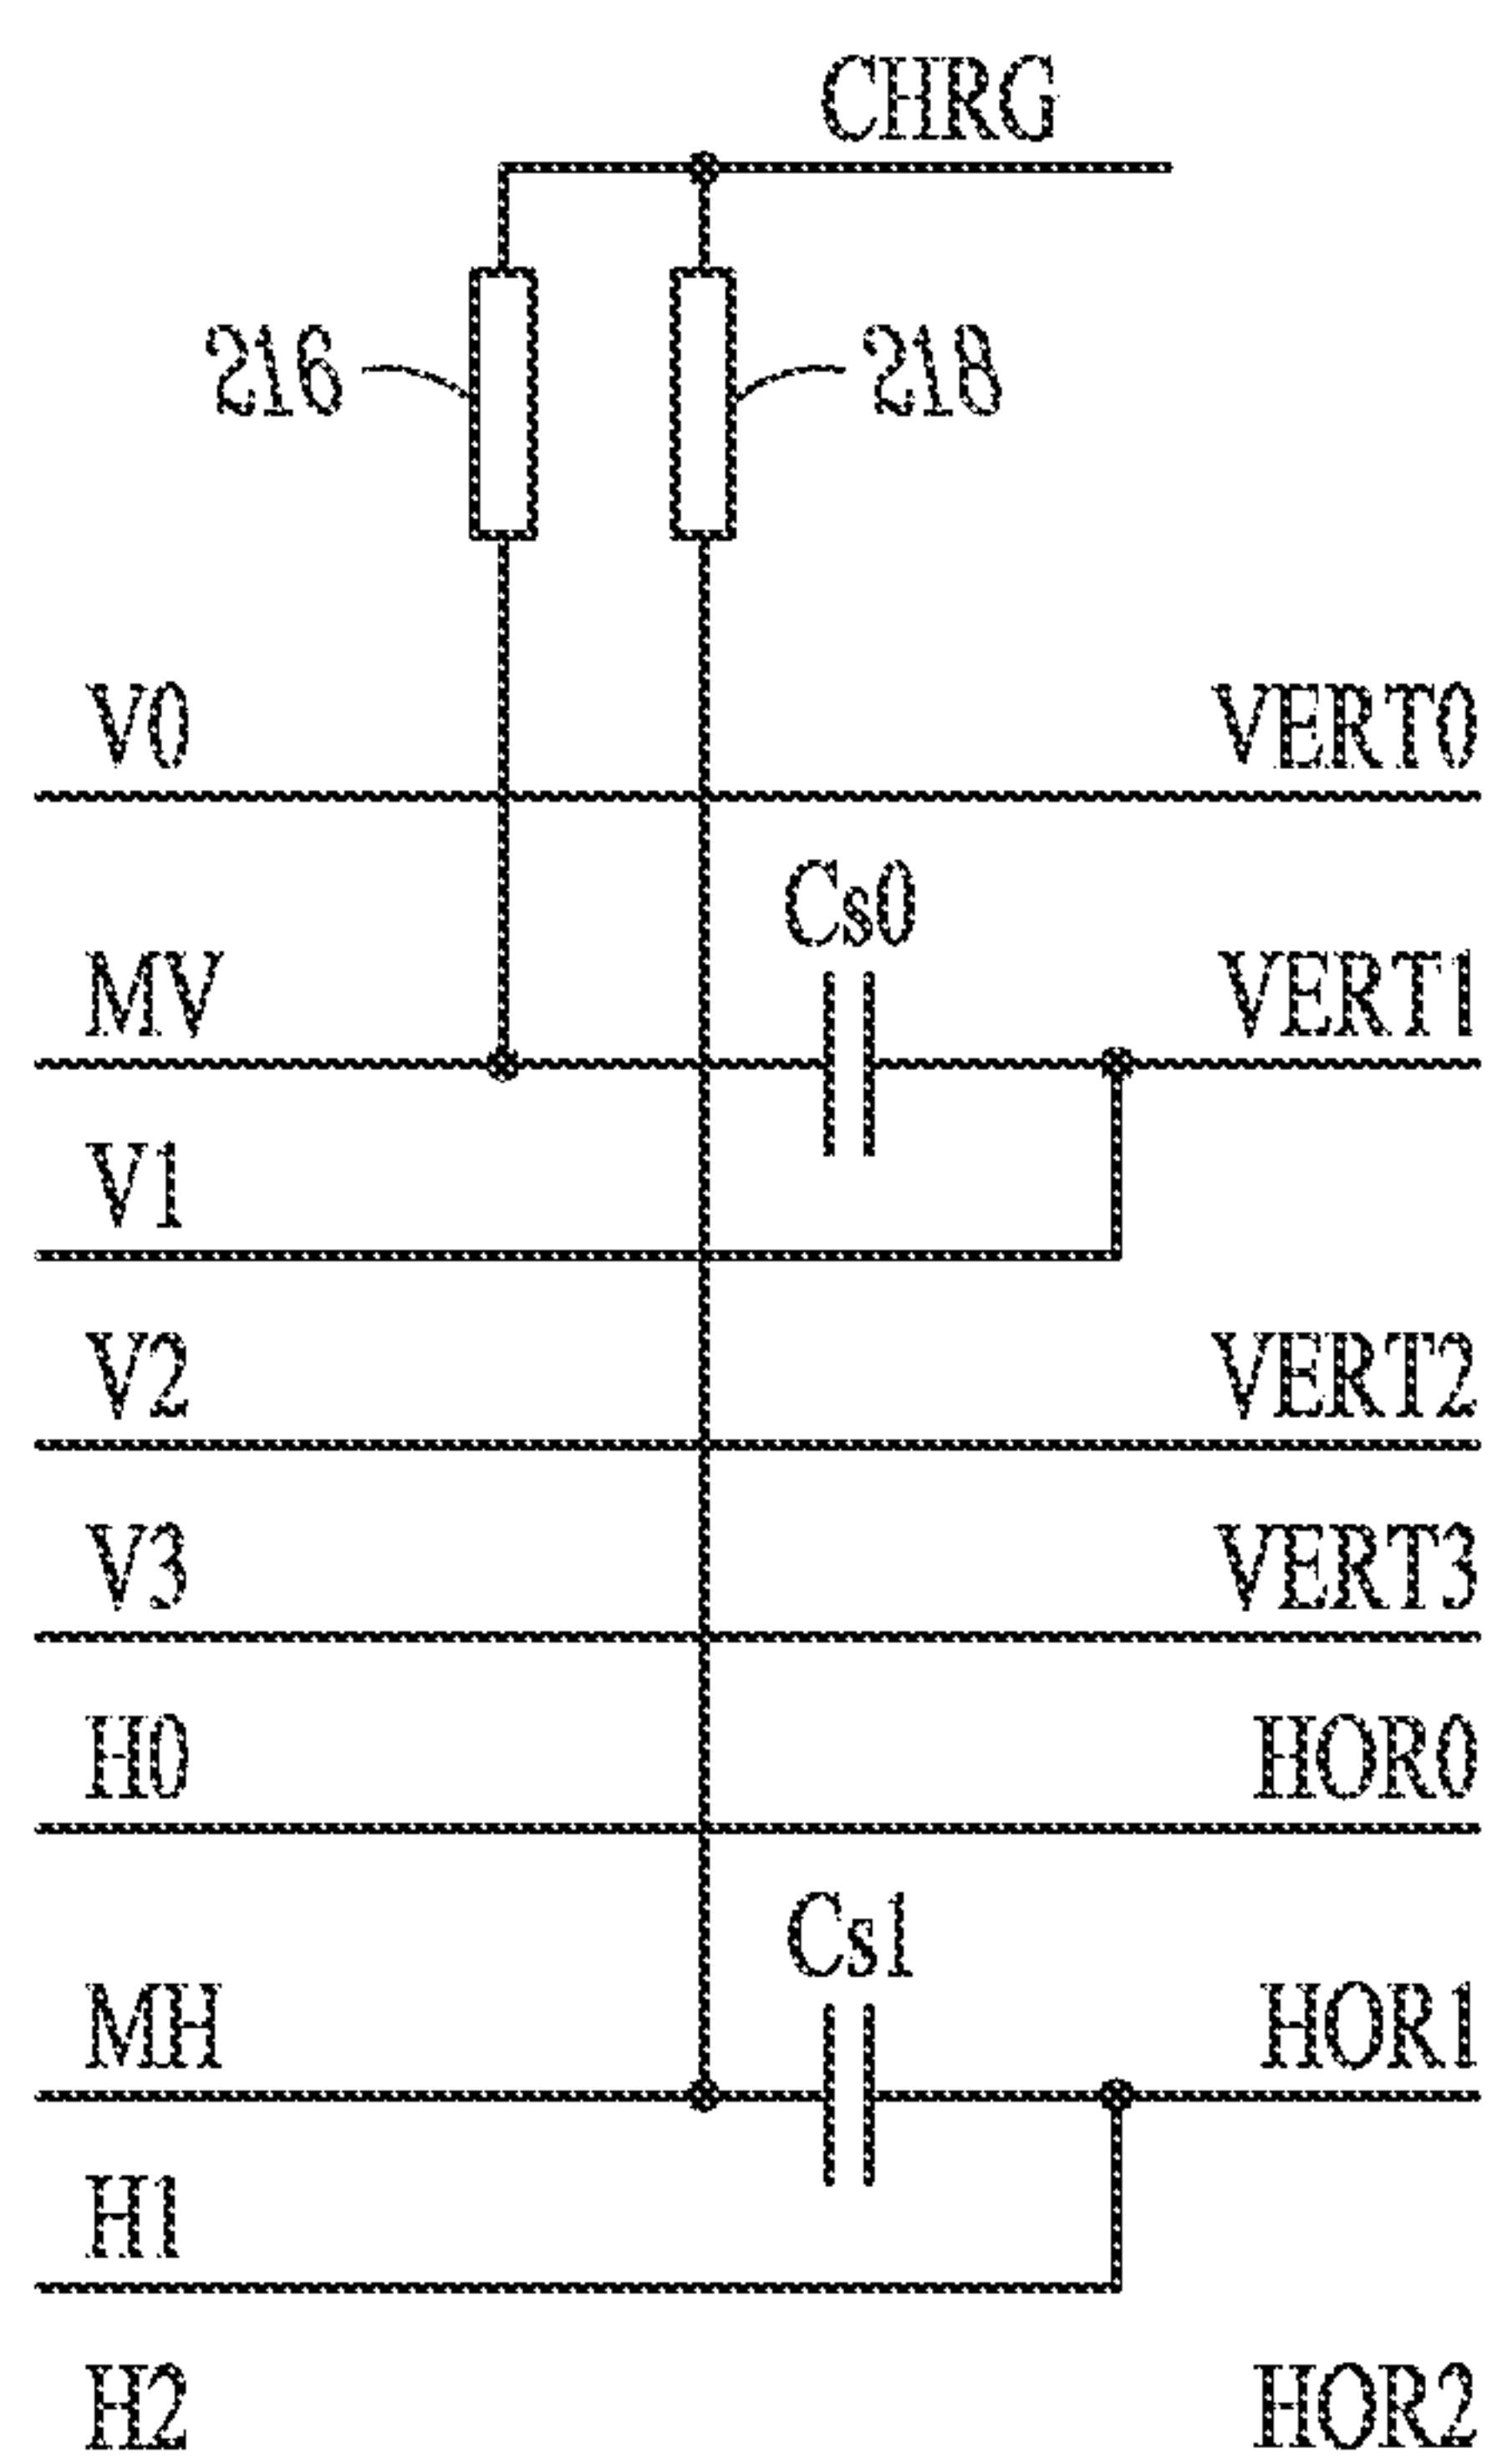 CHRG
216 218
V0 VERT0
Cs0
MV VERT1
V1
V2 VERT2
V3 VERT3
H0 HOR0
Cs1
MH HOR1
H1
H2 HOR2